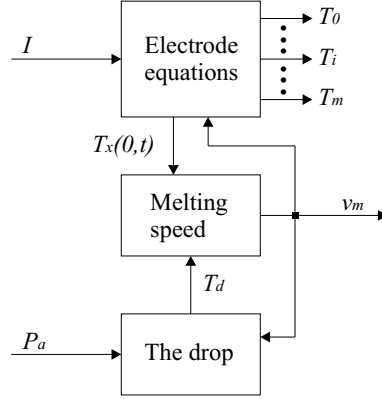 T0
I
Electrode
equations
Ti
Tm
Tx(0,t)
Melting
speed
vm
Td
Pa
The drop